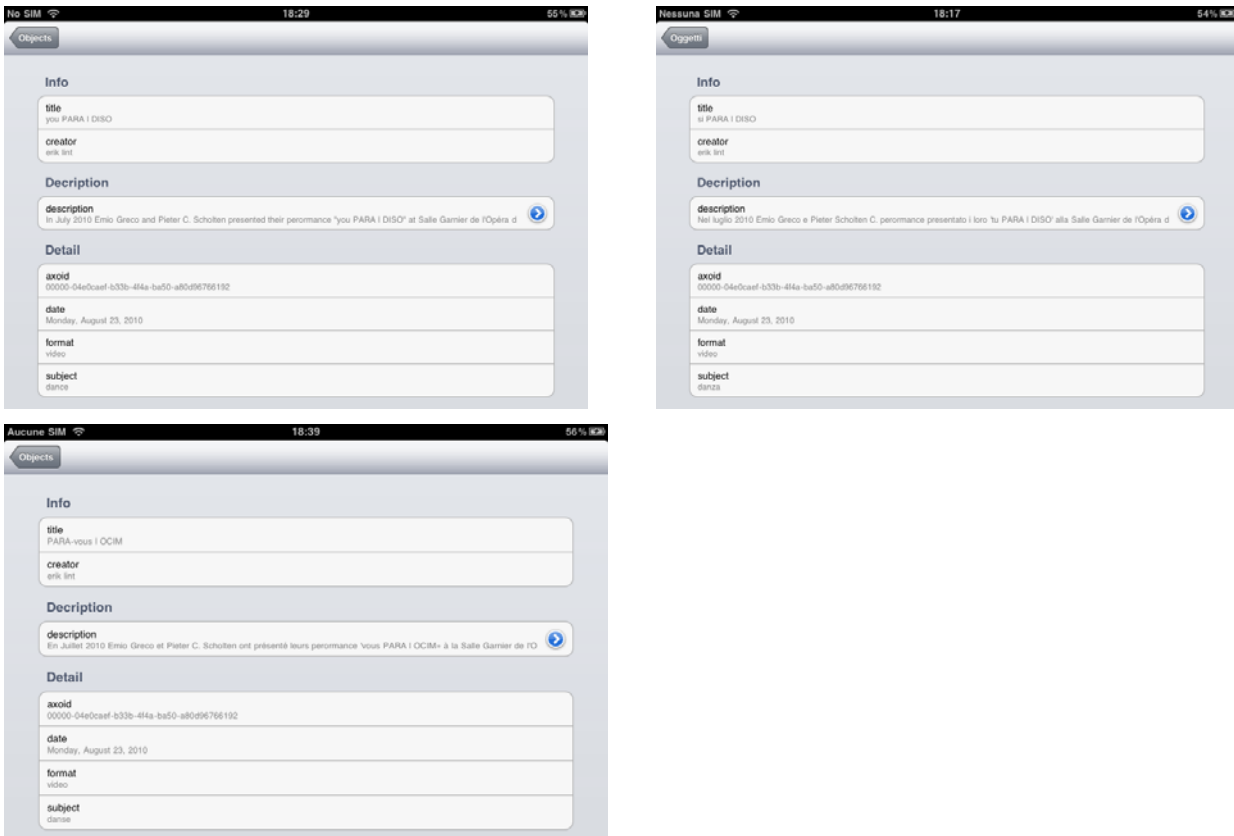 No SIM 18:29 55%
Objects
Info
title
you PARA I DISO
creator
erik lint
Decription
description
In July 2010 Emio Greco and Pieter C. Scholten presented their perormance "you PARA I DISO" at Salle Garnier de l'Opéra d
Detail
axoid
00000-04e0caef-b33b-4f4a-ba50-a80d96766192
date
Monday, August 23, 2010
format
video
subject
dance
Nessuna SIM 18:17 54%
Oggetti
Info
title
si PARA I DISO
creator
erik lint
Decription
description
Nel luglio 2010 Emio Greco e Pieter Scholten C. perormance presentato i loro 'tu PARA I DISO' alla Salle Garnier de l'Opéra d
Detail
axoid
00000-04e0caef-b33b-4f4a-ba50-a80d96766192
date
Monday, August 23, 2010
format
video
subject
danza
Aucune SIM 18:39 56%
Objects
Info
title
PARA-vous I OCIM
creator
erik lint
Decription
description
En Juillet 2010 Emio Greco et Pieter C. Scholten ont présenté leurs perormance 'vous PARA I OCIM» à la Salle Garnier de l'O
Detail
axoid
00000-04e0caef-b33b-4f4a-ba50-a80d96766192
date
Monday, August 23, 2010
format
video
subject
danse